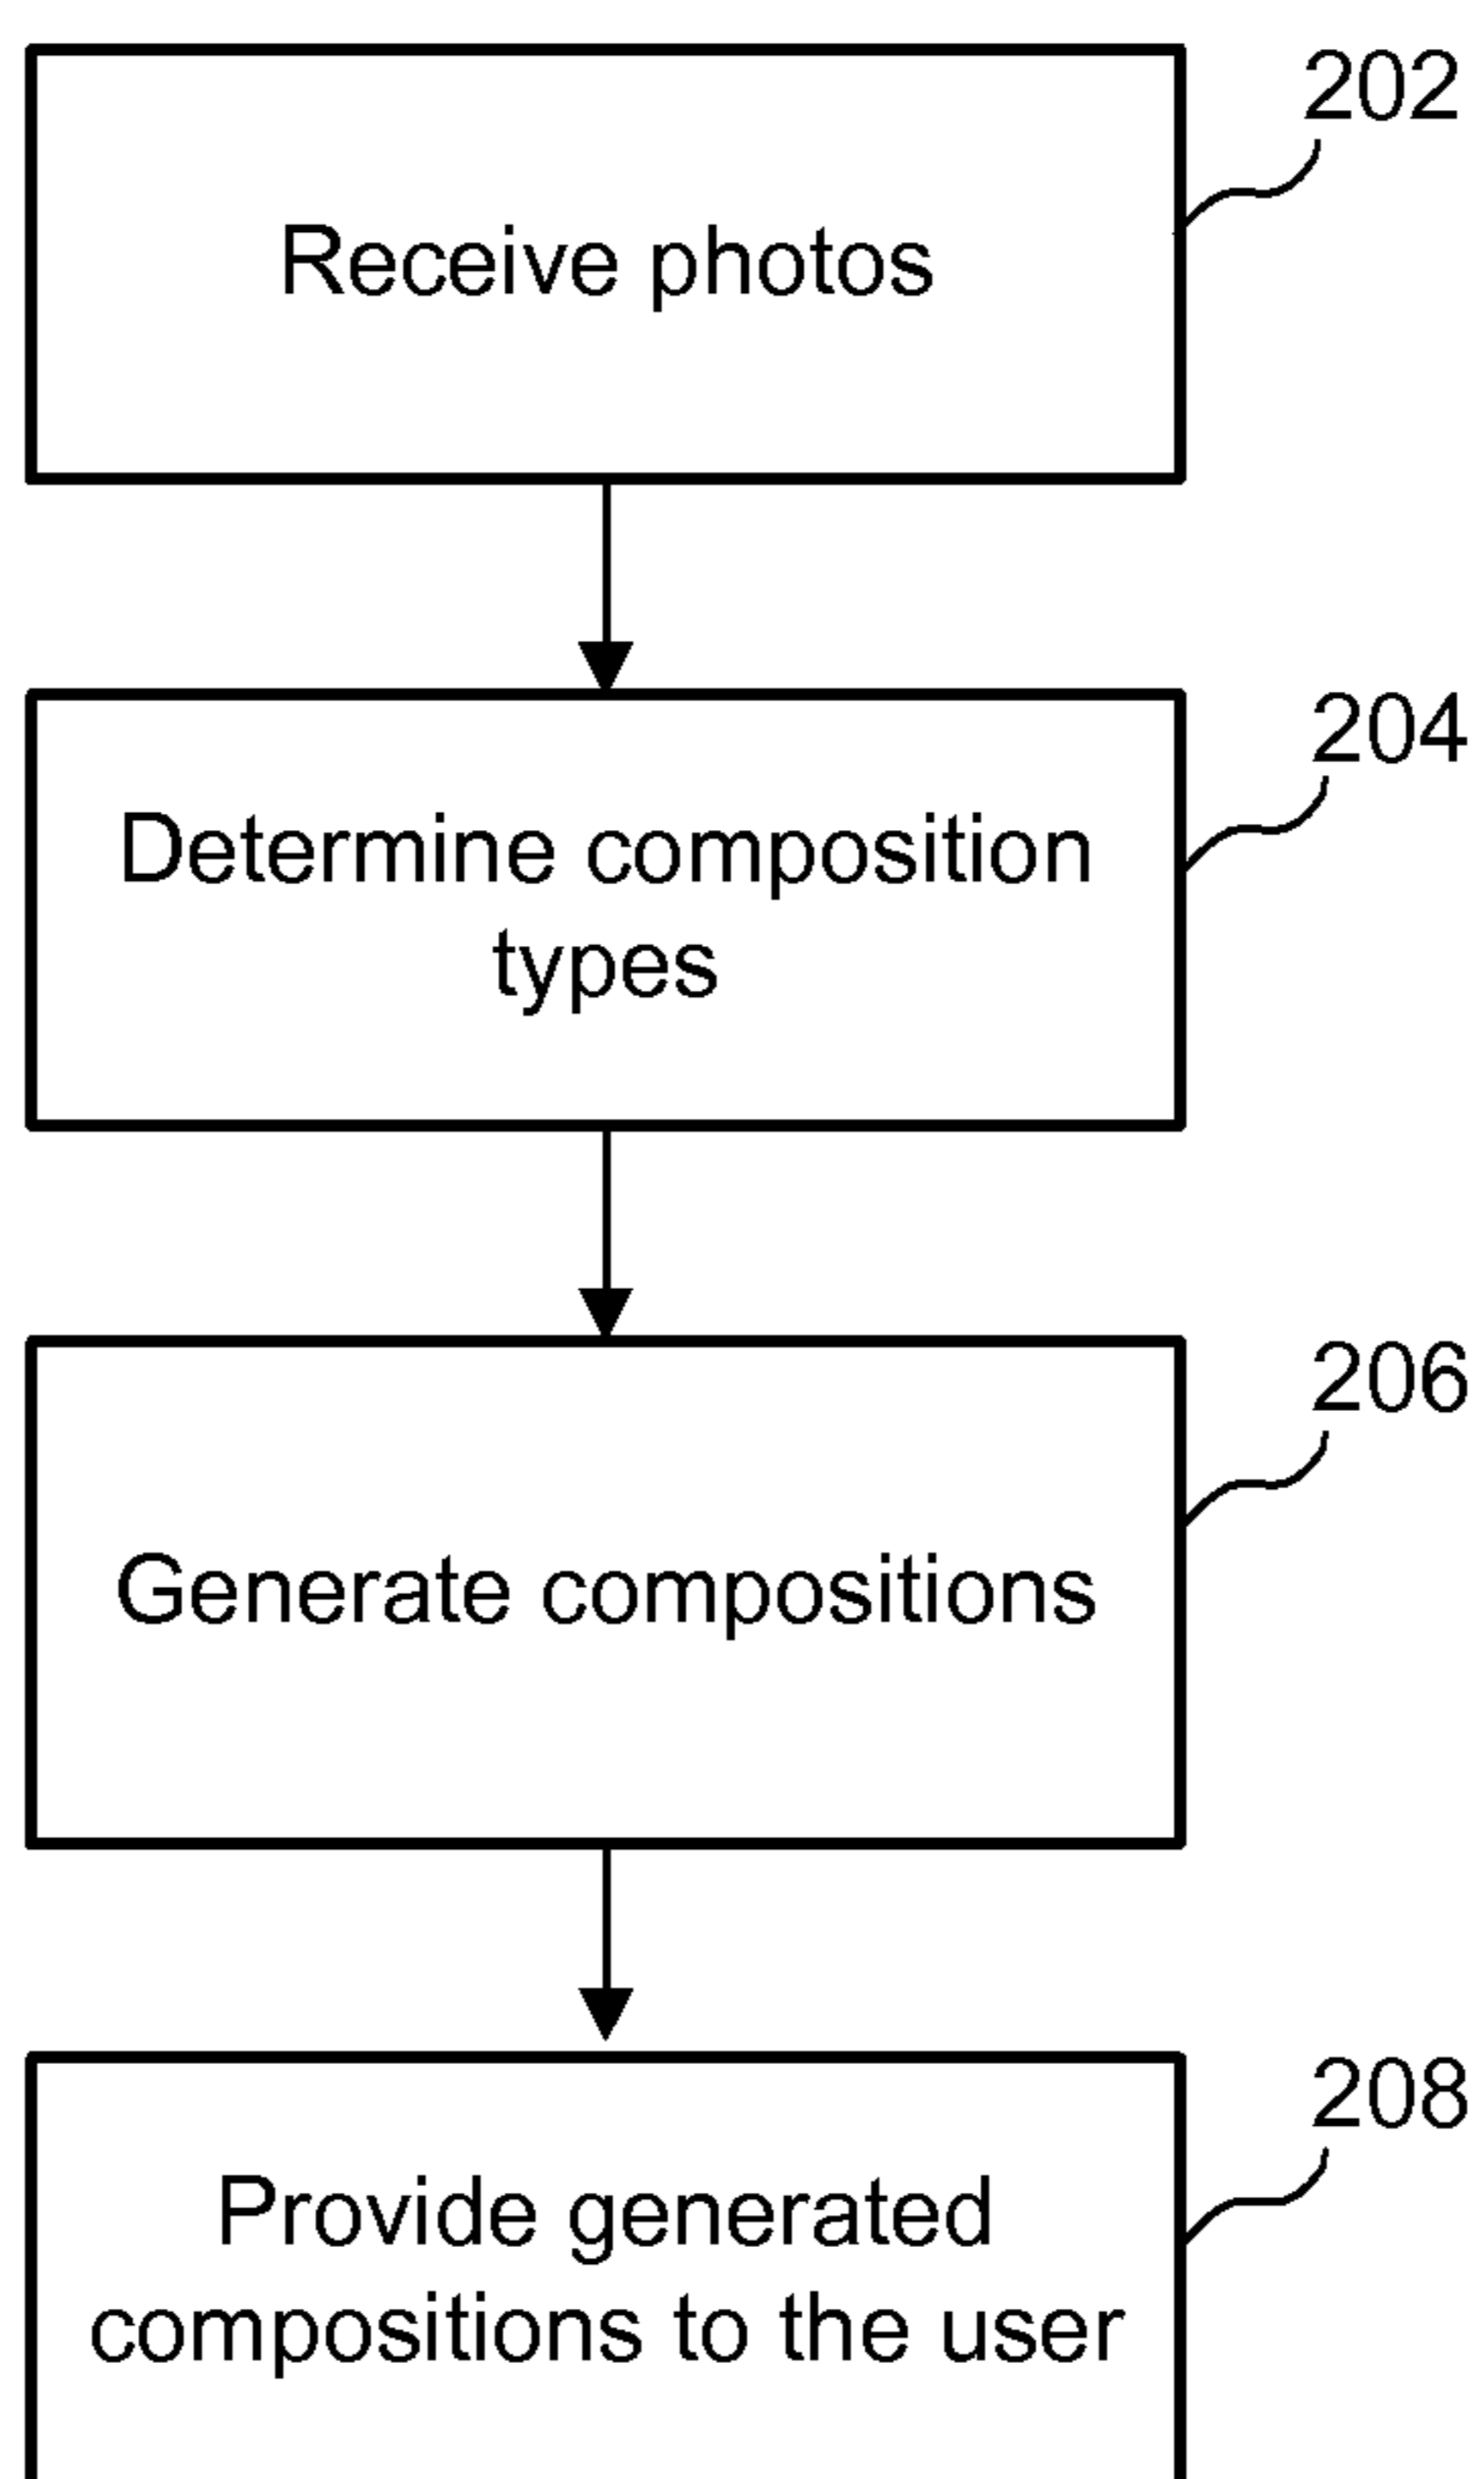 202
Receive photos
204
Determine composition
types
206
Generate compositions
208
Provide generated
compositions to the user